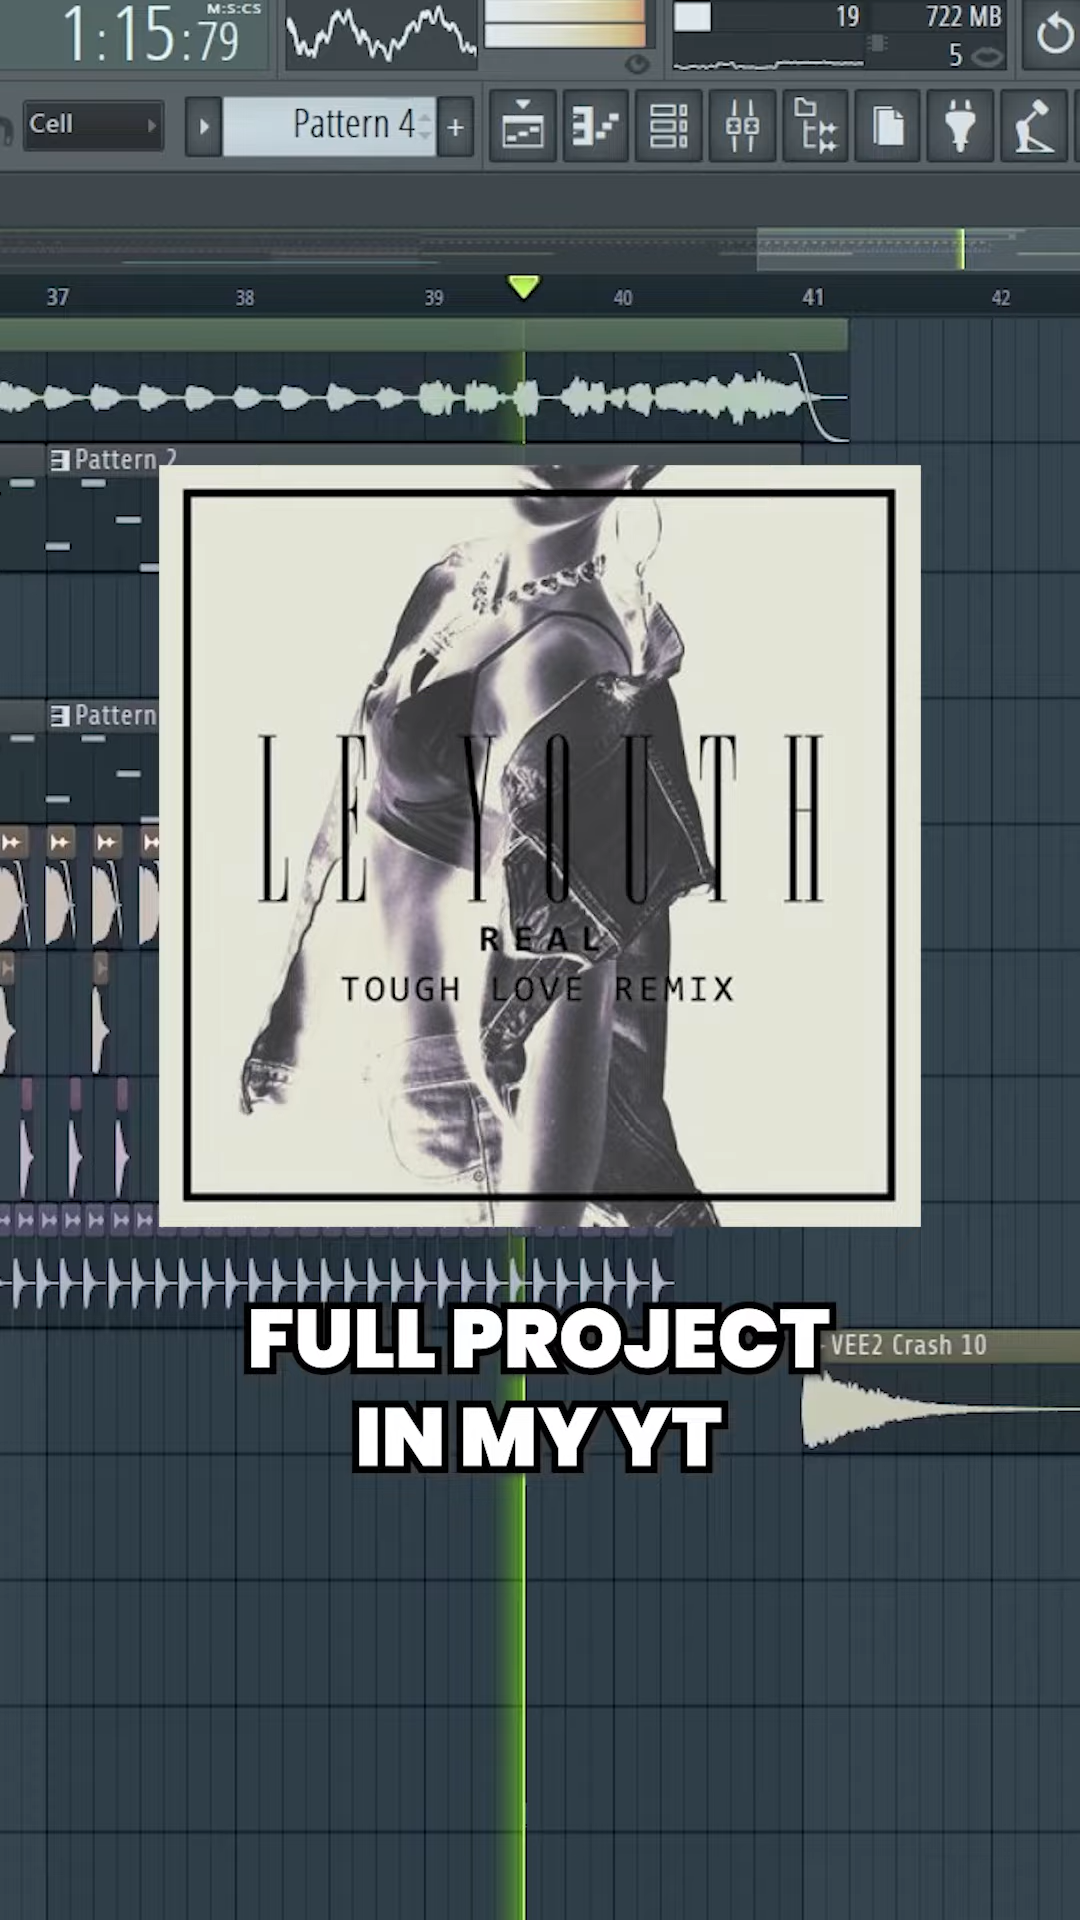 M:S:CS
1:15:79
19
722 MB
5
Cell
Pattern 4
+
37
38
39
40
41
42
Pattern 2
Pattern
LE YOUTH
REAL
TOUGH LOVE REMIX
FULL PROJECT
IN MY YT
VEE2 Crash 10